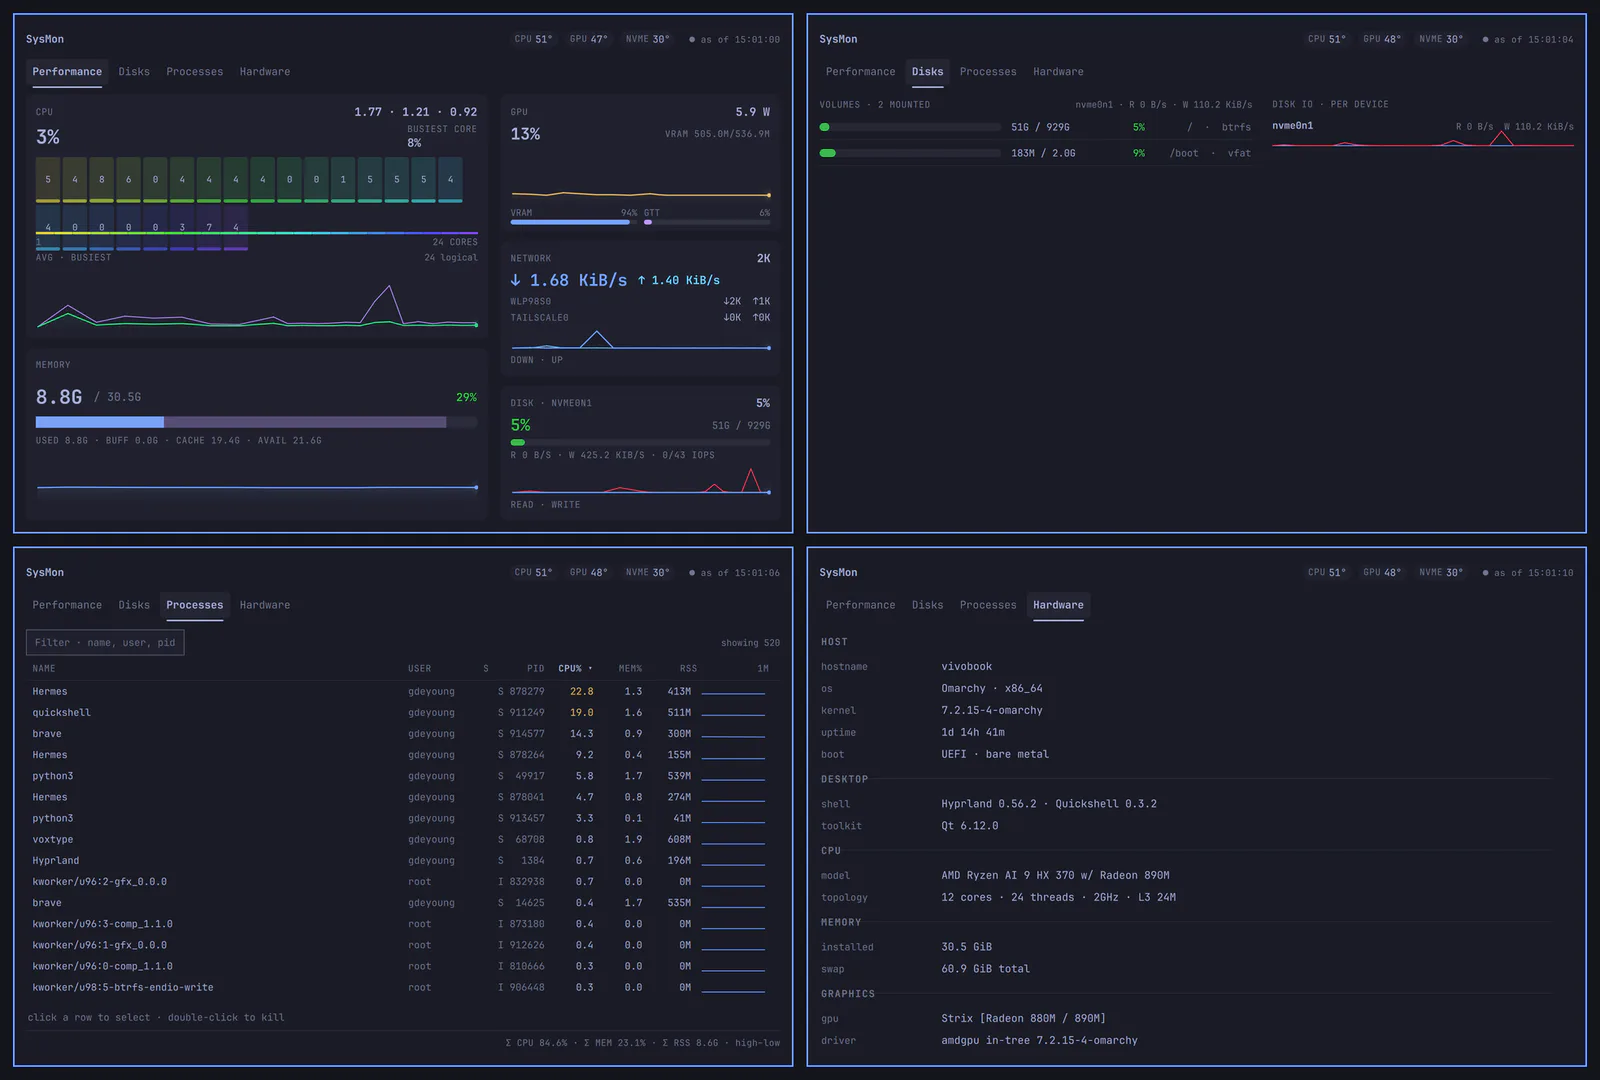 SysMon
CPU 51° GPU 47° NVME 30° ● as of 15:01:00
Performance Disks Processes Hardware
CPU 1.77 · 1.21 · 0.92
3%
BUSIEST CORE
8%
5 4 8 6 0 4 4 4 4 0 0 1 5 5 5 4
4 0 0 0 0 3 7 4
1 24 CORES
AVG · BUSIEST 24 logical
MEMORY
8.8G / 30.5G 29%
USED 8.8G · BUFF 0.0G · CACHE 19.4G · AVAIL 21.6G
GPU 5.9 W
13% VRAM 505.0M/536.9M
VRAM 94% GTT 6%
NETWORK 2K
↓ 1.68 KiB/s ↑ 1.40 KiB/s
WLP98S0 ↓2K ↑1K
TAILSCALE0 ↓0K ↑0K
DOWN · UP
DISK · NVME0N1 5%
5% 51G / 929G
R 0 B/S · W 425.2 KIB/S · 0/43 IOPS
READ · WRITE
SysMon
CPU 51° GPU 48° NVME 30° ● as of 15:01:04
Performance Disks Processes Hardware
VOLUMES · 2 MOUNTED nvme0n1 · R 0 B/s · W 110.2 KiB/s
51G / 929G 5% / · btrfs
183M / 2.0G 9% /boot · vfat
DISK IO · PER DEVICE
nvme0n1 R 0 B/s W 110.2 KiB/s
SysMon
CPU 51° GPU 48° NVME 30° ● as of 15:01:06
Performance Disks Processes Hardware
Filter · name, user, pid showing 520
NAME USER S PID CPU% ▾ MEM% RSS 1M
Hermes gdeyoung S 878279 22.8 1.3 413M
quickshell gdeyoung S 911249 19.0 1.6 511M
brave gdeyoung S 914577 14.3 0.9 300M
Hermes gdeyoung S 878264 9.2 0.4 155M
python3 gdeyoung S 49917 5.8 1.7 539M
Hermes gdeyoung S 878041 4.7 0.8 274M
python3 gdeyoung S 913457 3.3 0.1 41M
voxtype gdeyoung S 68708 0.8 1.9 608M
Hyprland gdeyoung S 1384 0.7 0.6 196M
kworker/u96:2-gfx_0.0.0 root I 832938 0.7 0.0 0M
brave gdeyoung S 14625 0.4 1.7 535M
kworker/u96:3-comp_1.1.0 root I 873180 0.4 0.0 0M
kworker/u96:1-gfx_0.0.0 root I 912626 0.4 0.0 0M
kworker/u96:0-comp_1.1.0 root I 810666 0.3 0.0 0M
kworker/u98:5-btrfs-endio-write root I 906448 0.3 0.0 0M
click a row to select · double-click to kill
Σ CPU 84.6% · Σ MEM 23.1% · Σ RSS 8.6G · high-low
SysMon
CPU 51° GPU 48° NVME 30° ● as of 15:01:10
Performance Disks Processes Hardware
HOST
hostname vivobook
os Omarchy · x86_64
kernel 7.2.15-4-omarchy
uptime 1d 14h 41m
boot UEFI · bare metal
DESKTOP
shell Hyprland 0.56.2 · Quickshell 0.3.2
toolkit Qt 6.12.0
CPU
model AMD Ryzen AI 9 HX 370 w/ Radeon 890M
topology 12 cores · 24 threads · 2GHz · L3 24M
MEMORY
installed 30.5 GiB
swap 60.9 GiB total
GRAPHICS
gpu Strix [Radeon 880M / 890M]
driver amdgpu in-tree 7.2.15-4-omarchy